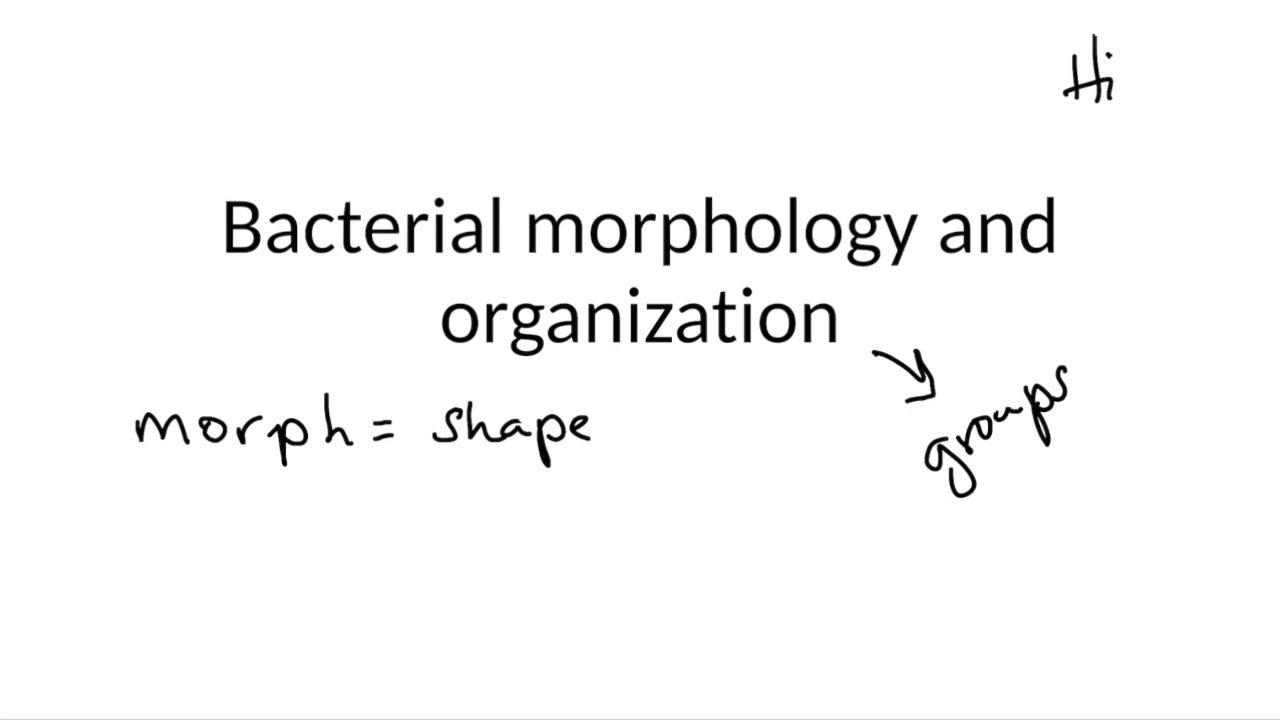 Hi
Bacterial morphology and
organization
morph = shape
groups